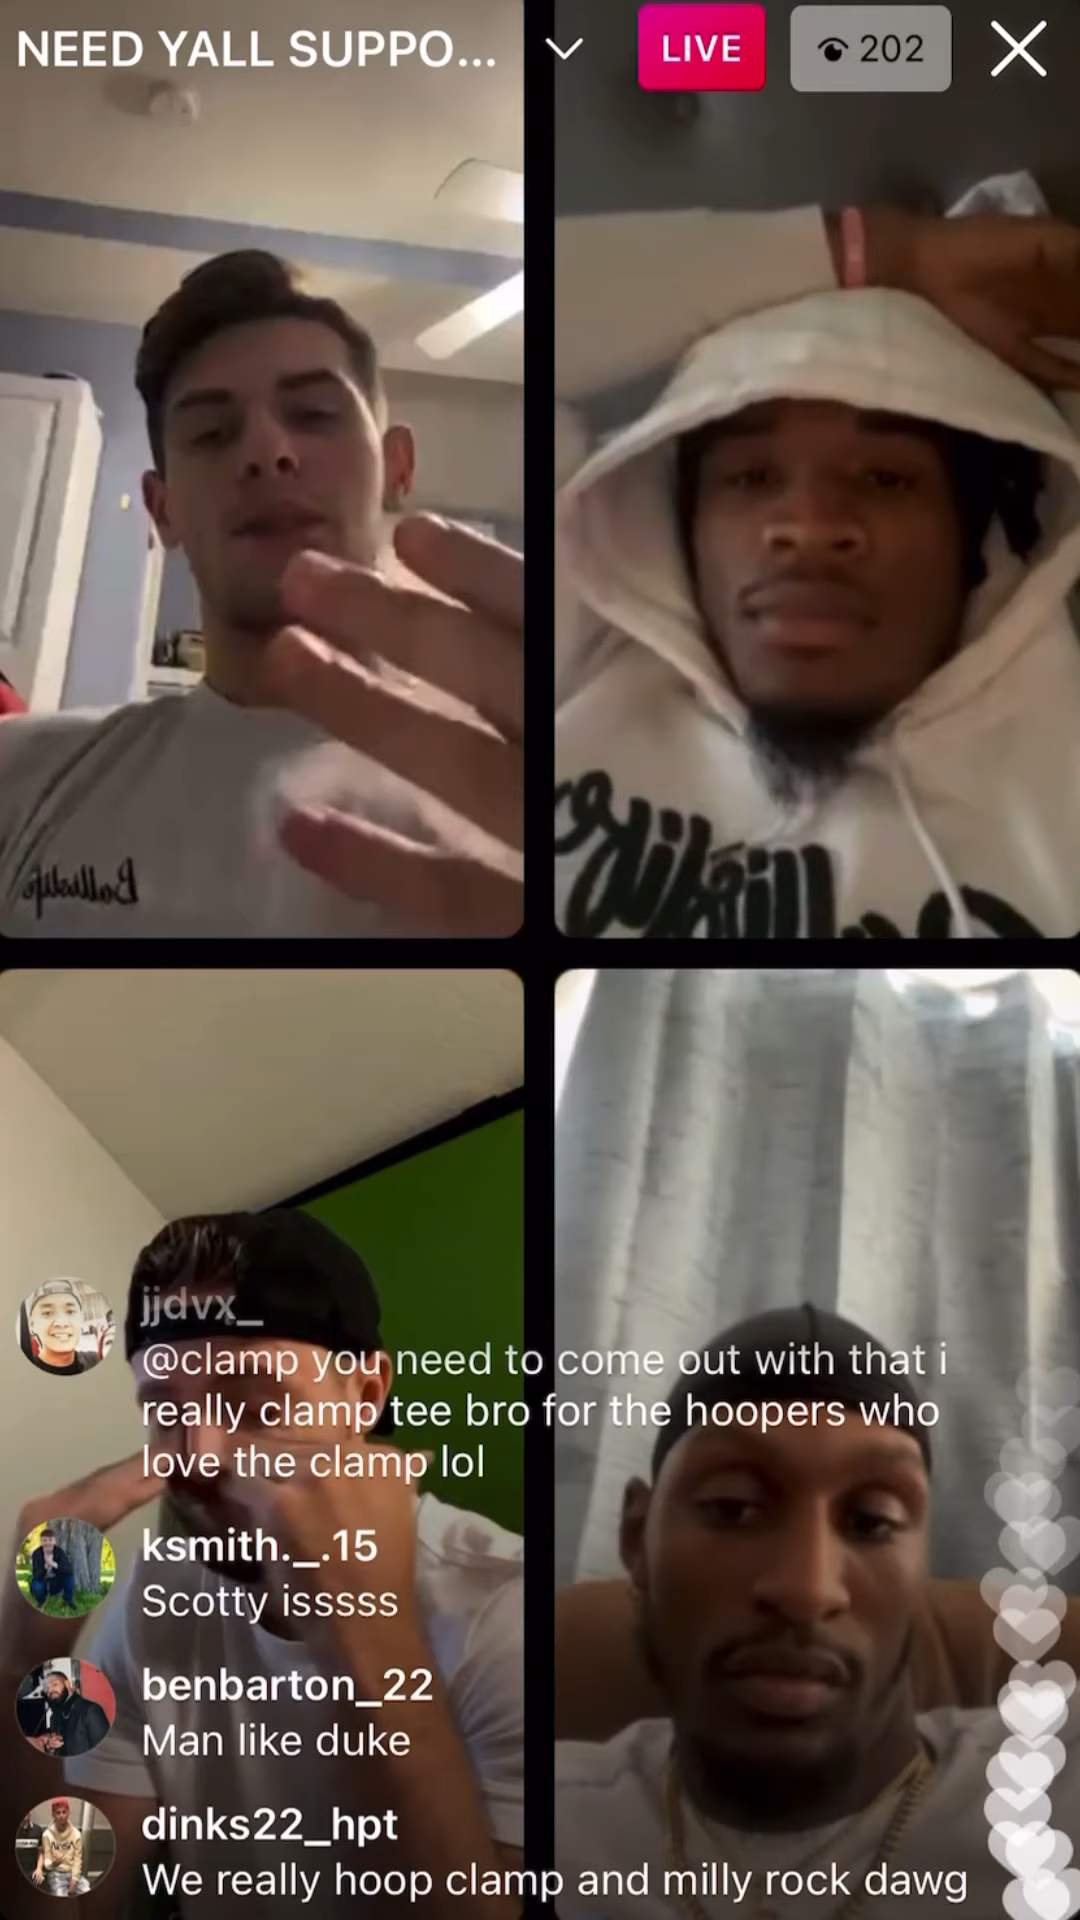 NEED YALL SUPPO...
LIVE
202
Ballislife
jjdvx_
@clamp you need to come out with that i
really clamp tee bro for the hoopers who
love the clamp lol
ksmith._.15
Scotty isssss
benbarton_22
Man like duke
dinks22_hpt
We really hoop clamp and milly rock dawg